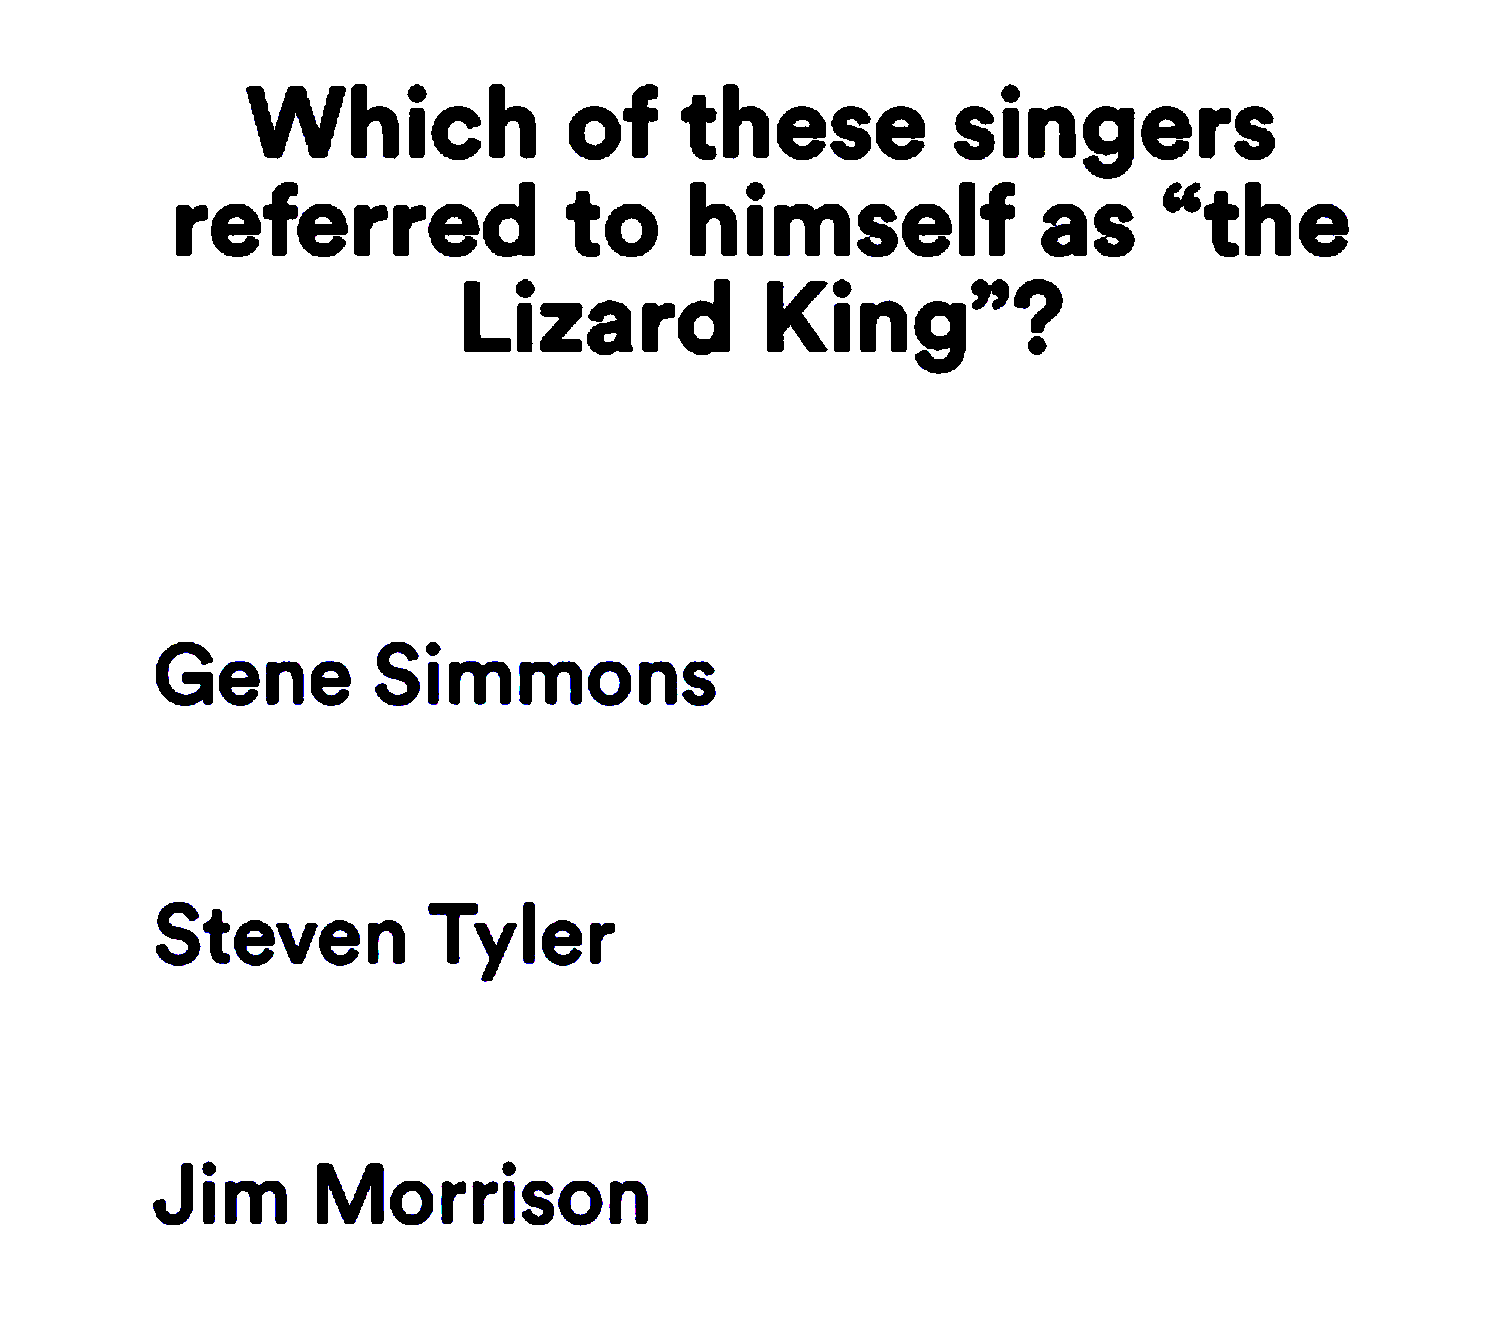 Which of these singers
referred to himself as “the
Lizard King”?
Gene Simmons
Steven Tyler
Jim Morrison